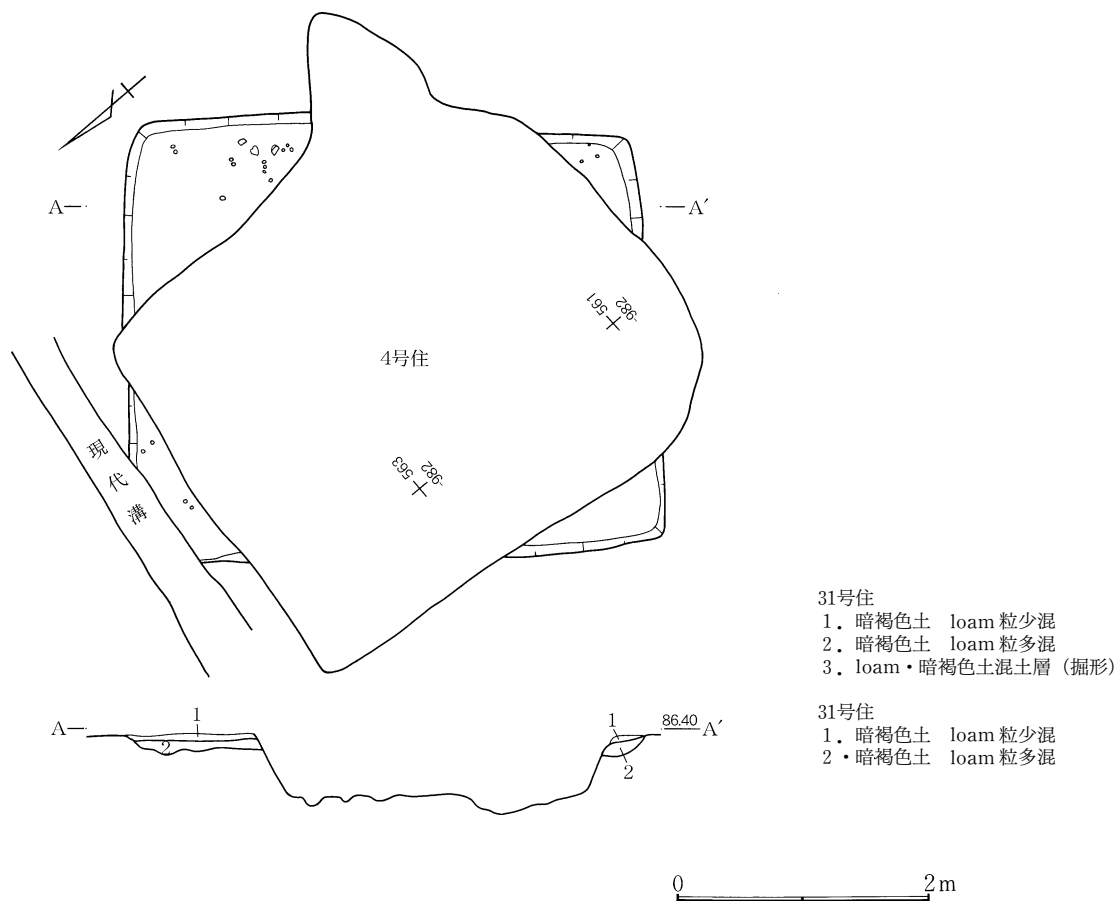 A
A′
561
-982
4号住
563
-982
現代溝
A
1
2
1
2
86.40
A′
31号住
1．暗褐色土　loam 粒少混
2．暗褐色土　loam 粒多混
3．loam・暗褐色土混土層（掘形）
31号住
1．暗褐色土　loam 粒少混
2・暗褐色土　loam 粒多混
0
2m